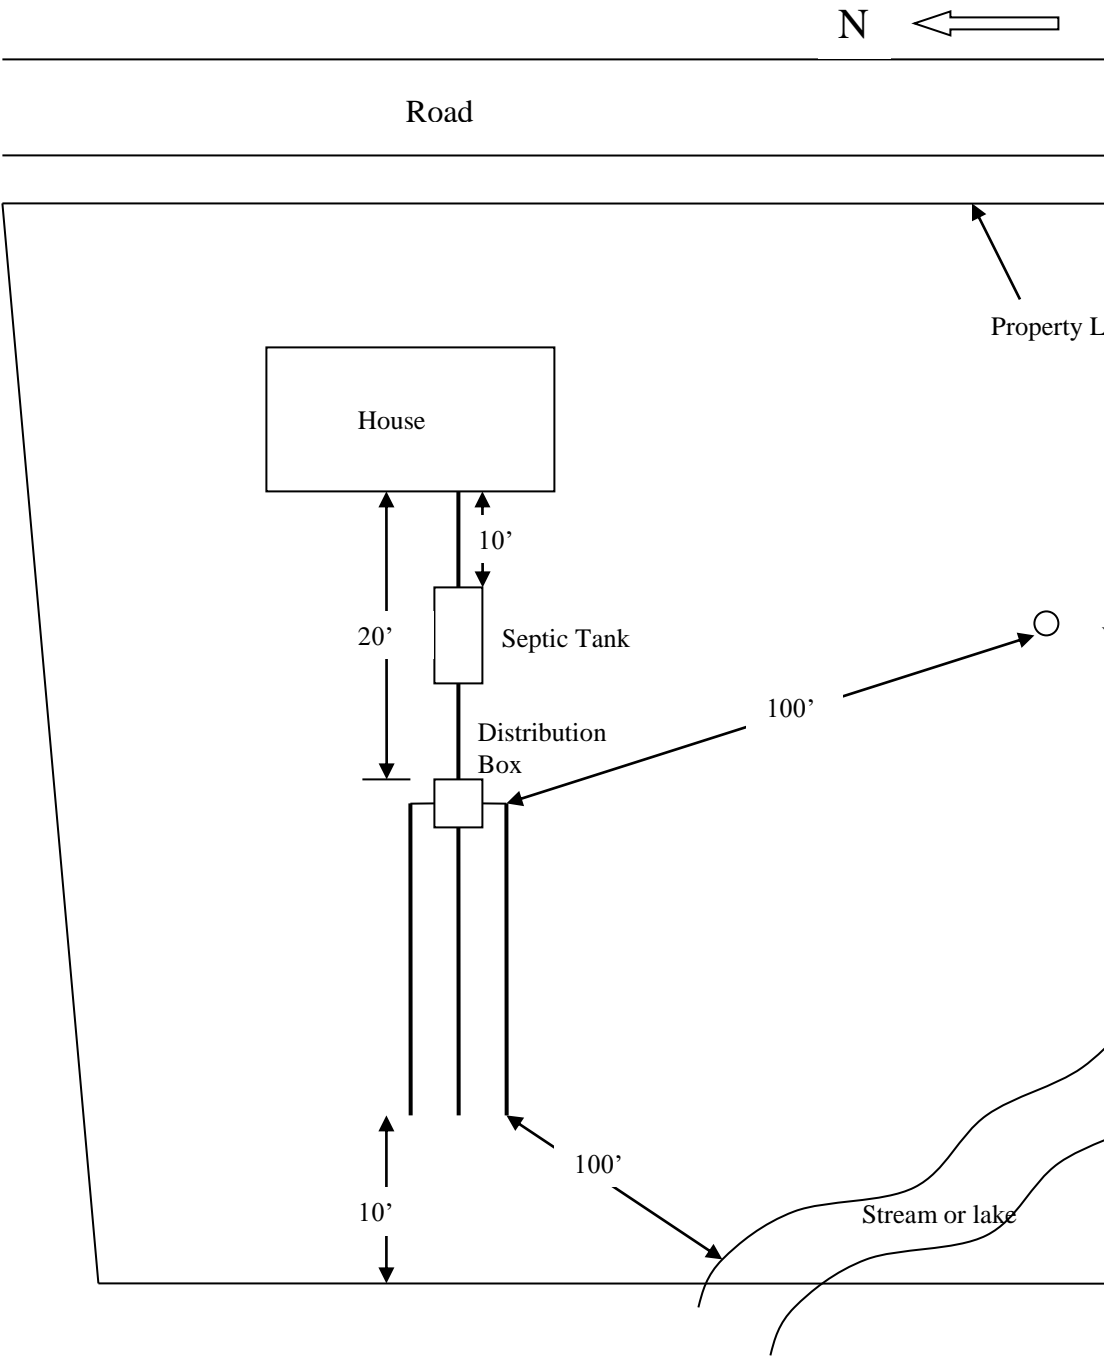 N
Road
Property L
House
10’
20’
Septic Tank
100’
Distribution
Box
100’
10’
Stream or lake